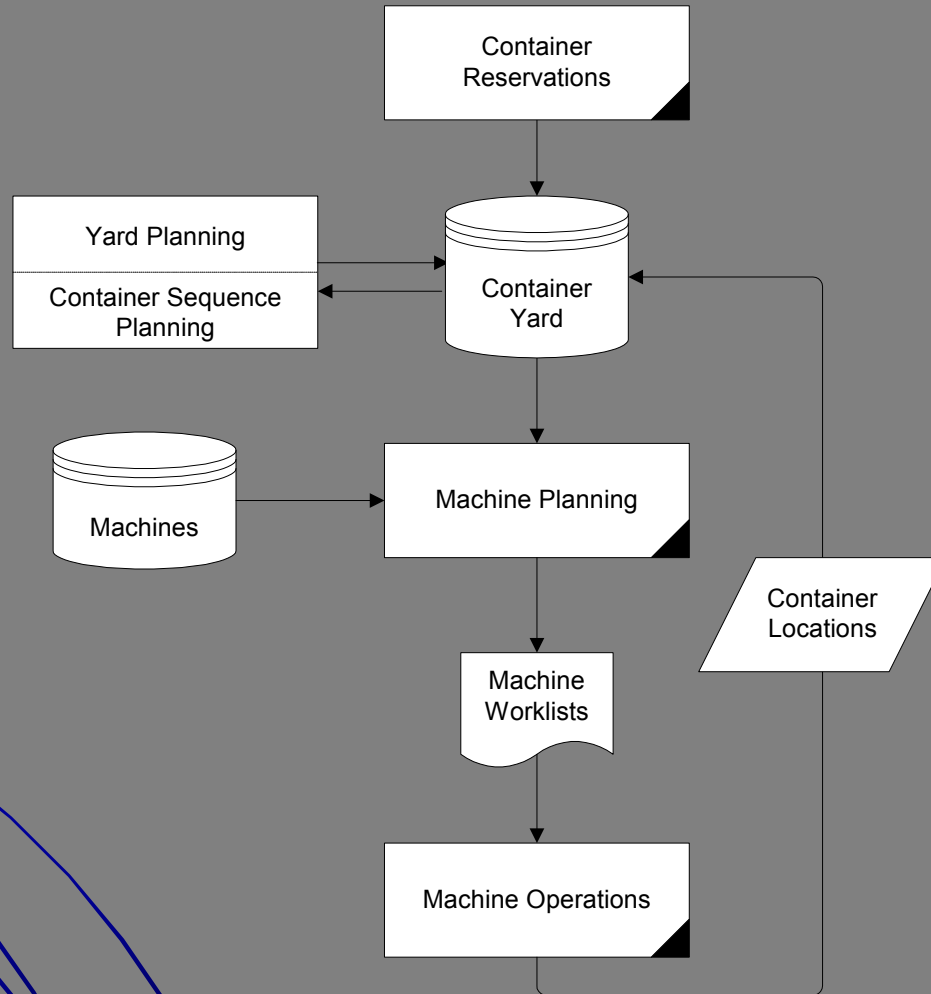 Container
Reservations
Yard Planning
Container Sequence
Planning
Container
Yard
Machines
Machine Planning
Container
Locations
Machine
Worklists
Machine Operations